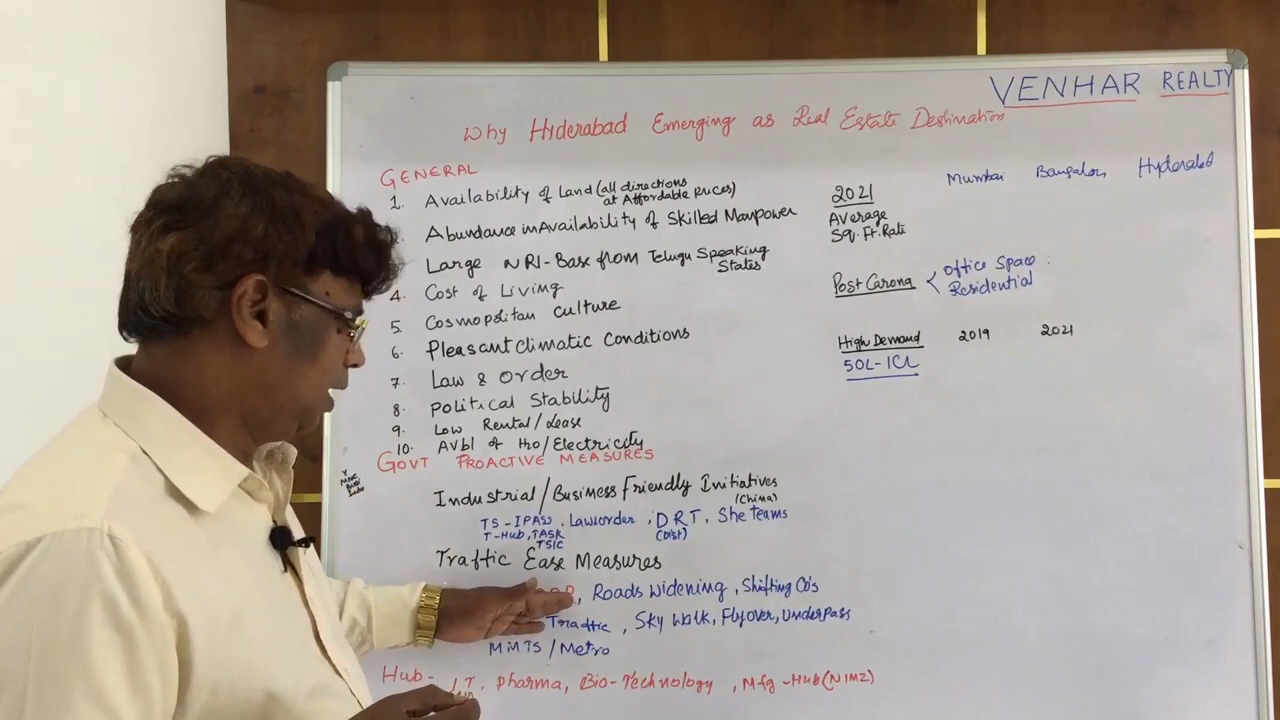 VENHAR REALTY
Why Hyderabad Emerging as Real Estate Destination
GENERAL
1. Availability of Land (all directions
at Affordable Prices)
Abundance in Availability of Skilled Manpower
Large NRI-Base from Telugu Speaking
States
4. Cost of Living
5. Cosmopolitan Culture
6. Pleasant Climatic Conditions
7. Law & Order
8. Political Stability
9. Low Rental/Lease
10. Avbl of H2O/Electricity
Mumbai Bangalore Hyderabad
2021
Average
Sq.Ft.Rate
Post Carona < Office Space
Residential
High Demand 2019 2021
50L-1CR
GOVT PROACTIVE MEASURES
Industrial/Business Friendly Initiatives
(China)
TS-IPASS, Law&order, DRT, She Teams
T-Hub, TASK (Dist)
TSIC
Traffic Ease Measures
, Roads Widening, Shifting Co's
Traffic, Sky Walk, Flyover, UnderPass
MMTS/Metro
Hub- I.T, Pharma, Bio-Technology, Mfg-Hub(NIMZ)